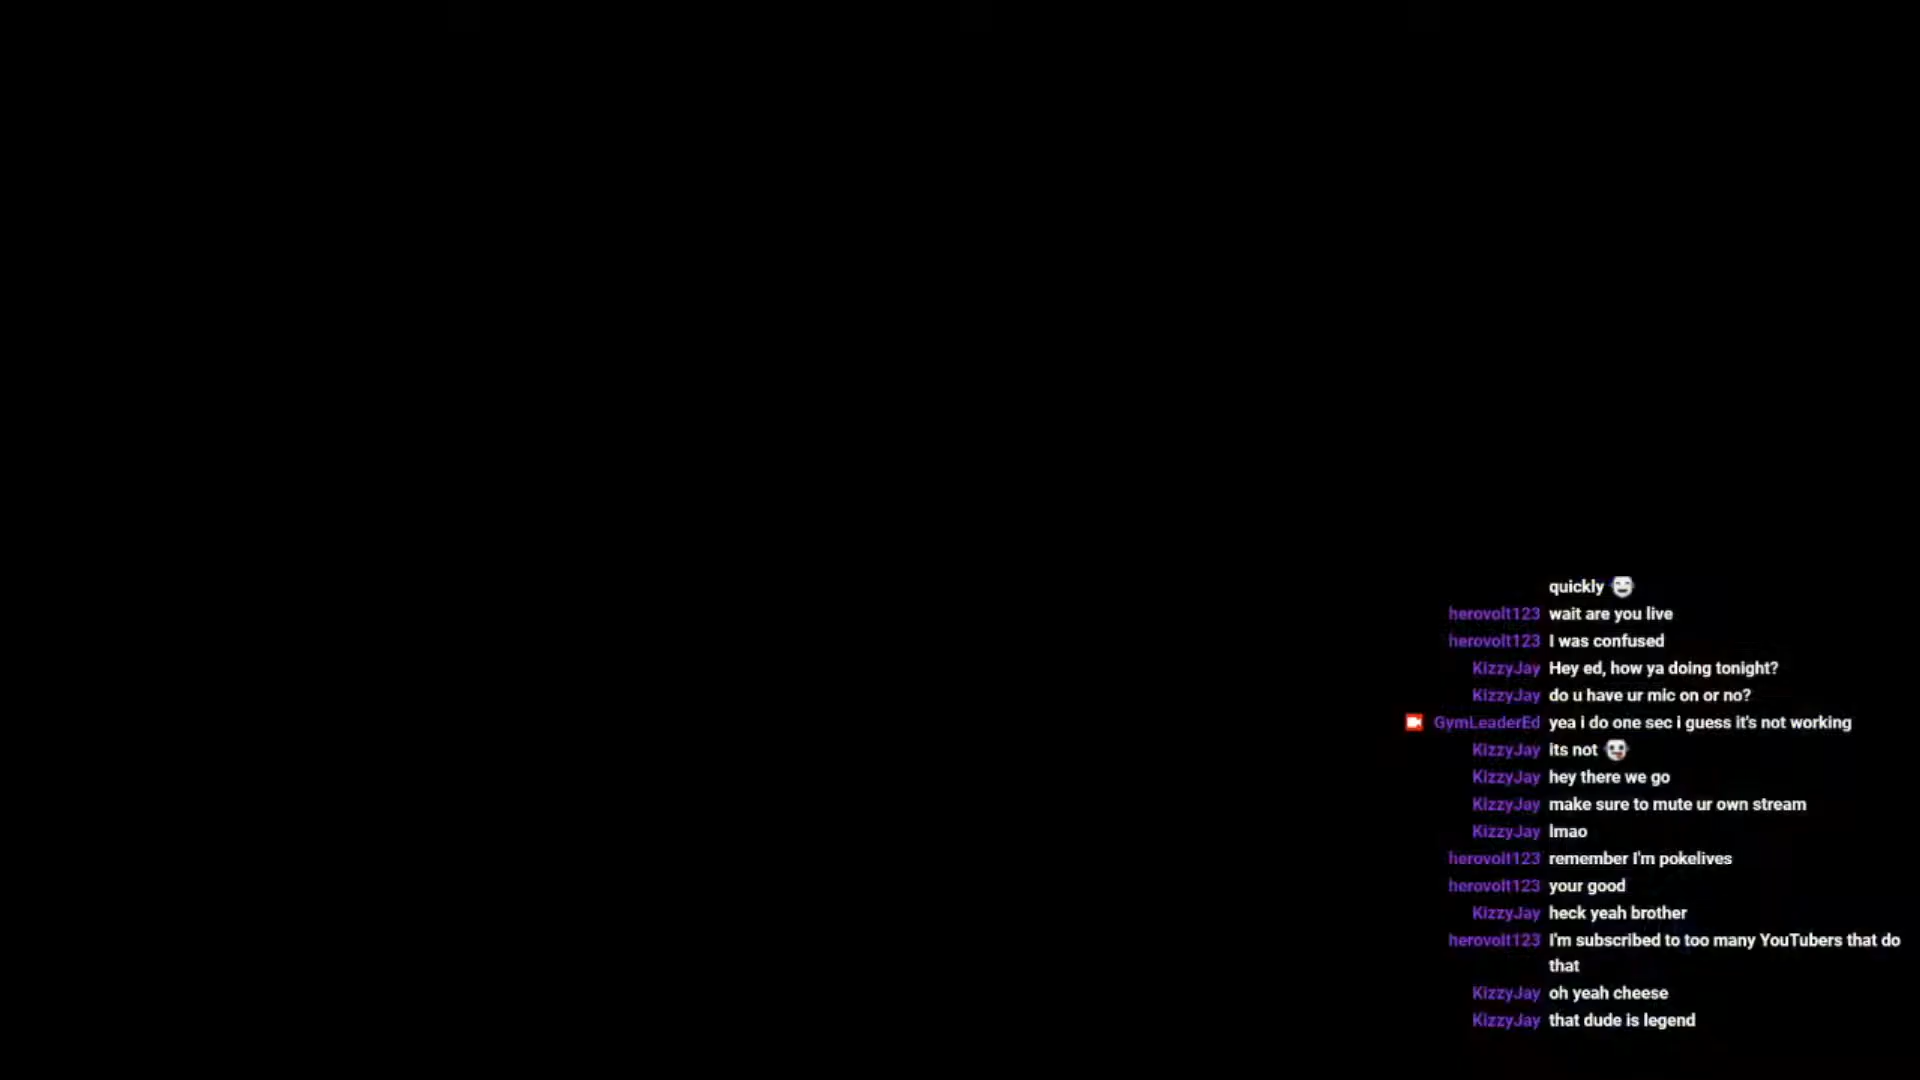 quickly
herovolt123 wait are you live
herovolt123 I was confused
KizzyJay Hey ed, how ya doing tonight?
KizzyJay do u have ur mic on or no?
GymLeaderEd yea i do one sec i guess it's not working
KizzyJay its not
KizzyJay hey there we go
KizzyJay make sure to mute ur own stream
KizzyJay lmao
herovolt123 remember I'm pokelives
herovolt123 your good
KizzyJay heck yeah brother
herovolt123 I'm subscribed to too many YouTubers that do
that
KizzyJay oh yeah cheese
KizzyJay that dude is legend